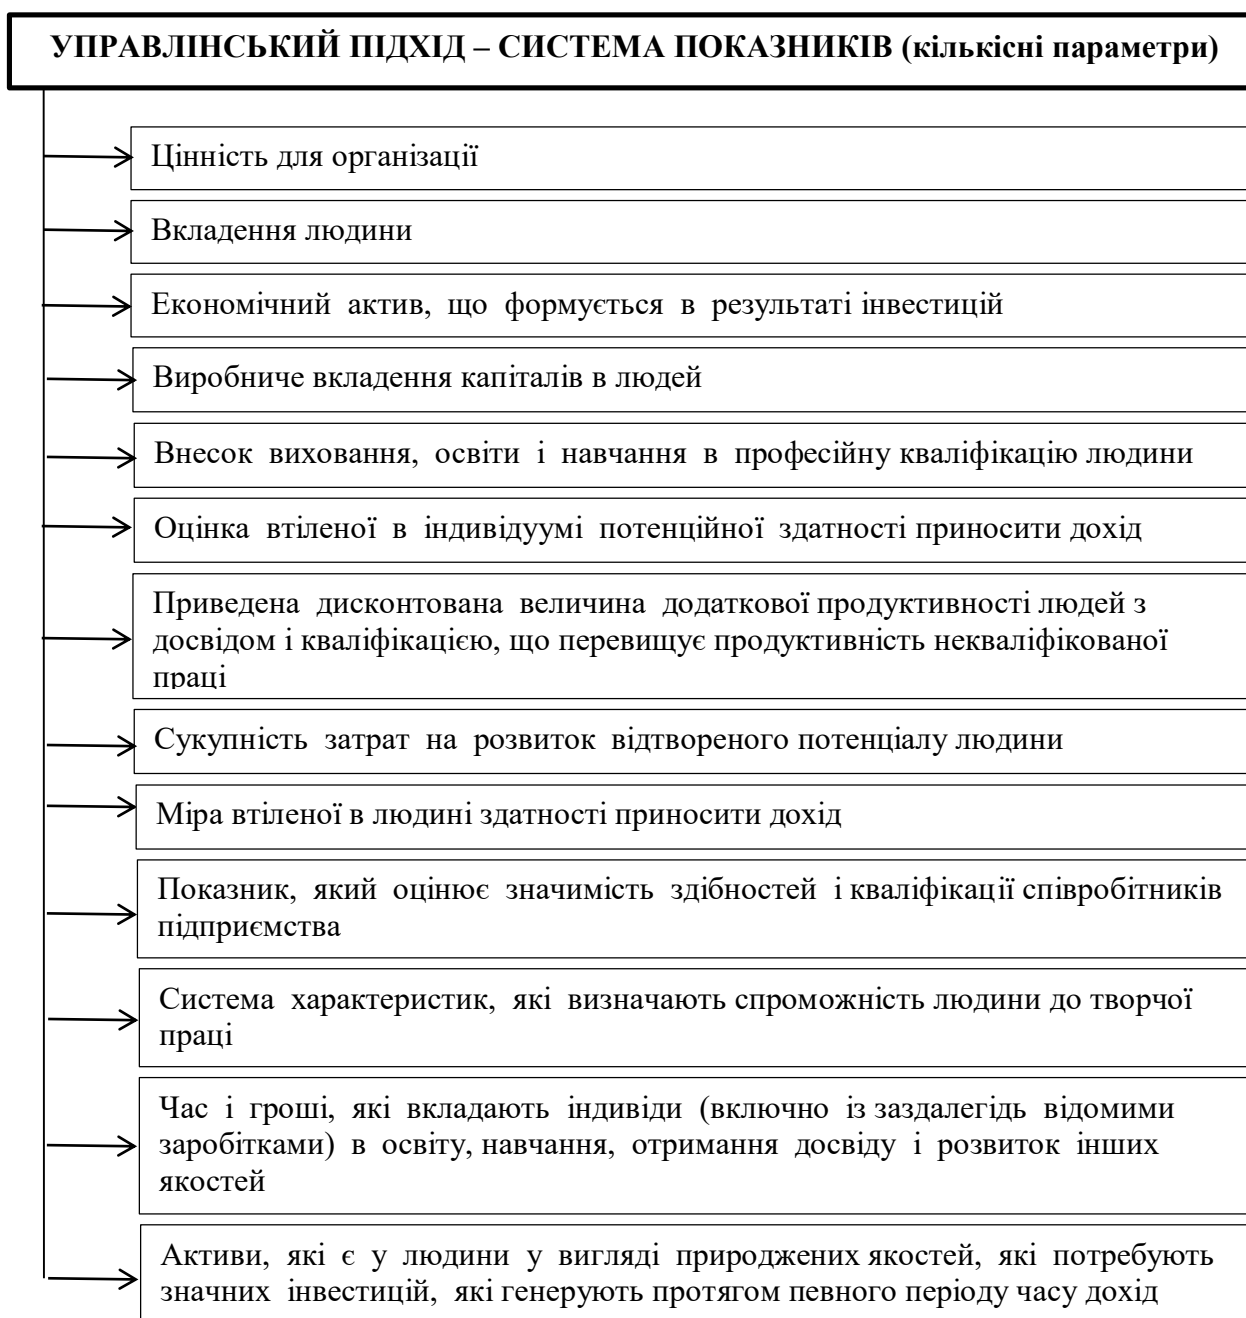 УПРАВЛІНСЬКИЙ ПІДХІД – СИСТЕМА ПОКАЗНИКІВ (кількісні параметри)
Цінність для організації
Вкладення людини
Економічний актив, що формується в результаті інвестицій
Виробниче вкладення капіталів в людей
Внесок виховання, освіти і навчання в професійну кваліфікацію людини
Оцінка втіленої в індивідуумі потенційної здатності приносити дохід
Приведена дисконтована величина додаткової продуктивності людей з
досвідом і кваліфікацією, що перевищує продуктивність некваліфікованої
праці
Сукупність затрат на розвиток відтвореного потенціалу людини
Міра втіленої в людині здатності приносити дохід
Показник, який оцінює значимість здібностей і кваліфікації співробітників
підприємства
Система характеристик, які визначають спроможність людини до творчої
праці
Час і гроші, які вкладають індивіди (включно із заздалегідь відомими
заробітками) в освіту, навчання, отримання досвіду і розвиток інших
якостей
Активи, які є у людини у вигляді природжених якостей, які потребують
значних інвестицій, які генерують протягом певного періоду часу дохід